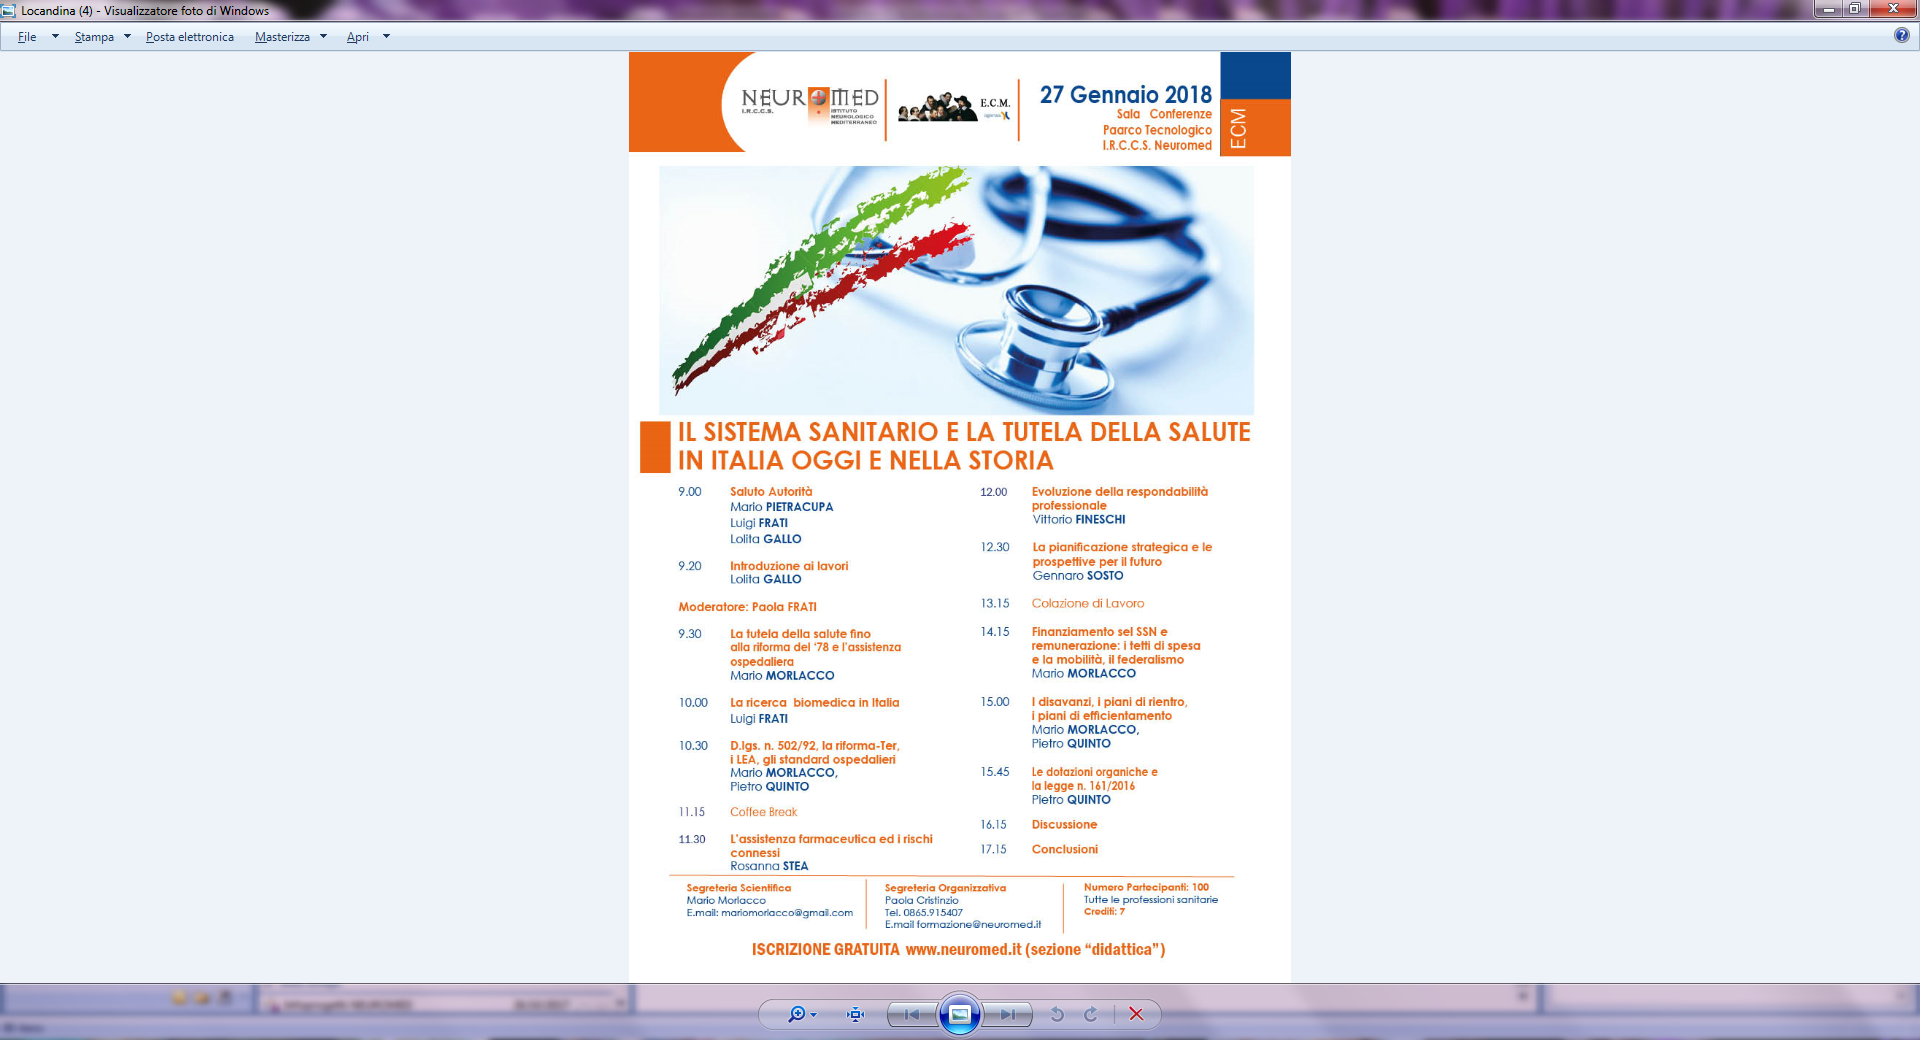 Locandina (4) - Visualizzatore foto di Windows
File Stampa Posta elettronica Masterizza Apri
NEUROMED
I.R.C.C.S.
ISTITUTO
NEUROLOGICO
MEDITERRANEO
E.C.M.
27 Gennaio 2018
Sala Conferenze
Paarco Tecnologico
I.R.C.C.S. Neuromed
ECM
IL SISTEMA SANITARIO E LA TUTELA DELLA SALUTE
IN ITALIA OGGI E NELLA STORIA
9.00 Saluto Autorità
Mario PIETRACUPA
Luigi FRATI
Lolita GALLO
9.20 Introduzione ai lavori
Lolita GALLO
Moderatore: Paola FRATI
9.30 La tutela della salute fino
alla riforma del '78 e l'assistenza
ospedaliera
Mario MORLACCO
10.00 La ricerca biomedica in Italia
Luigi FRATI
10.30 D.lgs. n. 502/92, la riforma-Ter,
i LEA, gli standard ospedalieri
Mario MORLACCO,
Pietro QUINTO
11.15 Coffee Break
11.30 L'assistenza farmaceutica ed i rischi
connessi
Rosanna STEA
12.00 Evoluzione della respondabilità
professionale
Vittorio FINESCHI
12.30 La pianificazione strategica e le
prospettive per il futuro
Gennaro SOSTO
13.15 Colazione di Lavoro
14.15 Finanziamento sel SSN e
remunerazione: i tetti di spesa
e la mobilità, il federalismo
Mario MORLACCO
15.00 I disavanzi, i piani di rientro,
i piani di efficientamento
Mario MORLACCO,
Pietro QUINTO
15.45 Le dotazioni organiche e
la legge n. 161/2016
Pietro QUINTO
16.15 Discussione
17.15 Conclusioni
Segreteria Scientifica
Mario Morlacco
E.mail: mariomorlacco@gmail.com
Segreteria Organizzativa
Paola Cristinzio
Tel. 0865.915407
E.mail formazione@neuromed.it
Numero Partecipanti: 100
Tutte le professioni sanitarie
Crediti: 7
ISCRIZIONE GRATUITA www.neuromed.it (sezione "didattica")